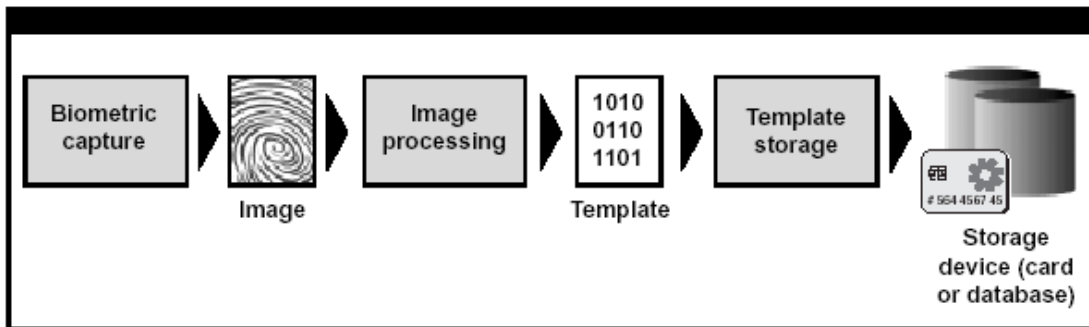 Biometric
capture
Image
Image
processing
1010
0110
1101
Template
Template
storage
# 564 4567 45
Storage
device (card
or database)